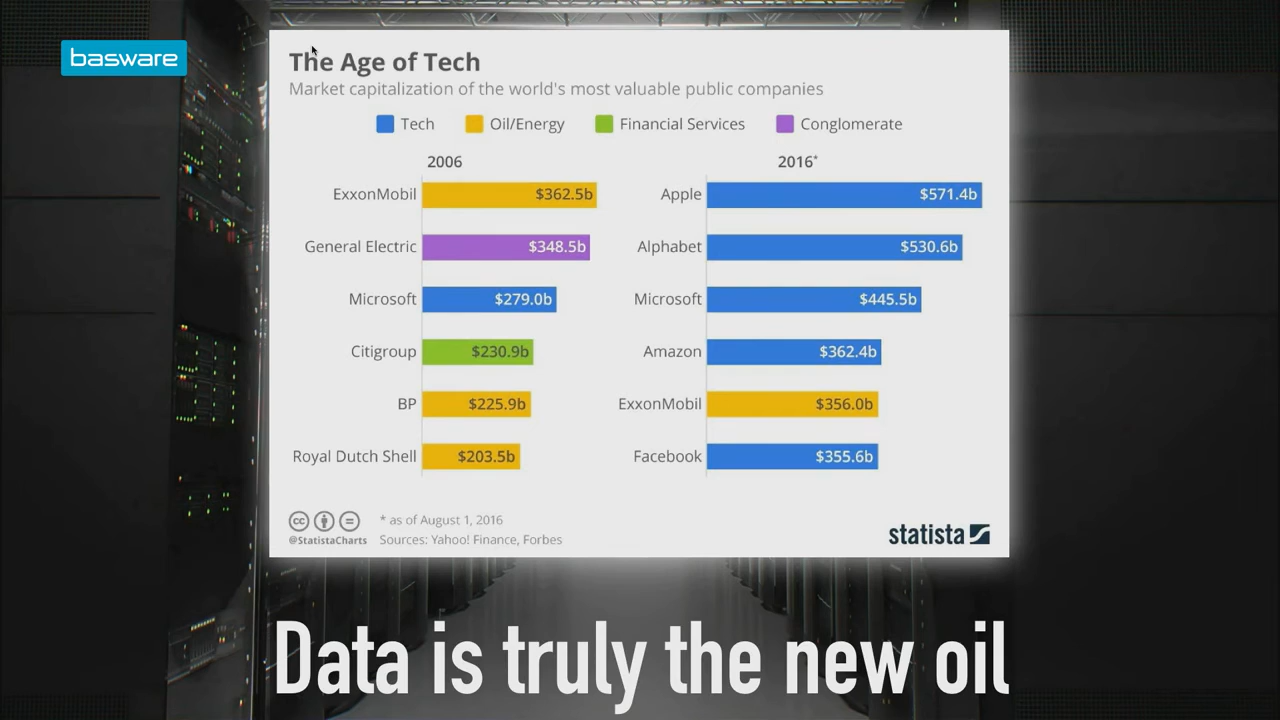 basware
The Age of Tech
Market capitalization of the world's most valuable public companies
Tech Oil/Energy Financial Services Conglomerate
2006
ExxonMobil $362.5b
General Electric $348.5b
Microsoft $279.0b
Citigroup $230.9b
BP $225.9b
Royal Dutch Shell $203.5b
2016*
Apple $571.4b
Alphabet $530.6b
Microsoft $445.5b
Amazon $362.4b
ExxonMobil $356.0b
Facebook $355.6b
cc
@StatistaCharts
* as of August 1, 2016
Sources: Yahoo! Finance, Forbes
statista
Data is truly the new oil